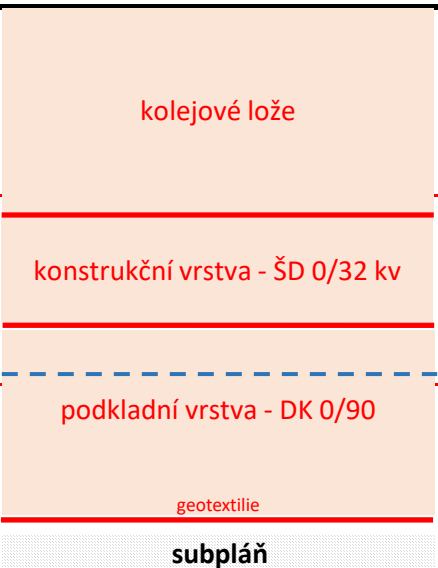 kolejové lože
konstrukční vrstva - ŠD 0/32 kv
podkladní vrstva - DK 0/90
geotextilie
subpláň